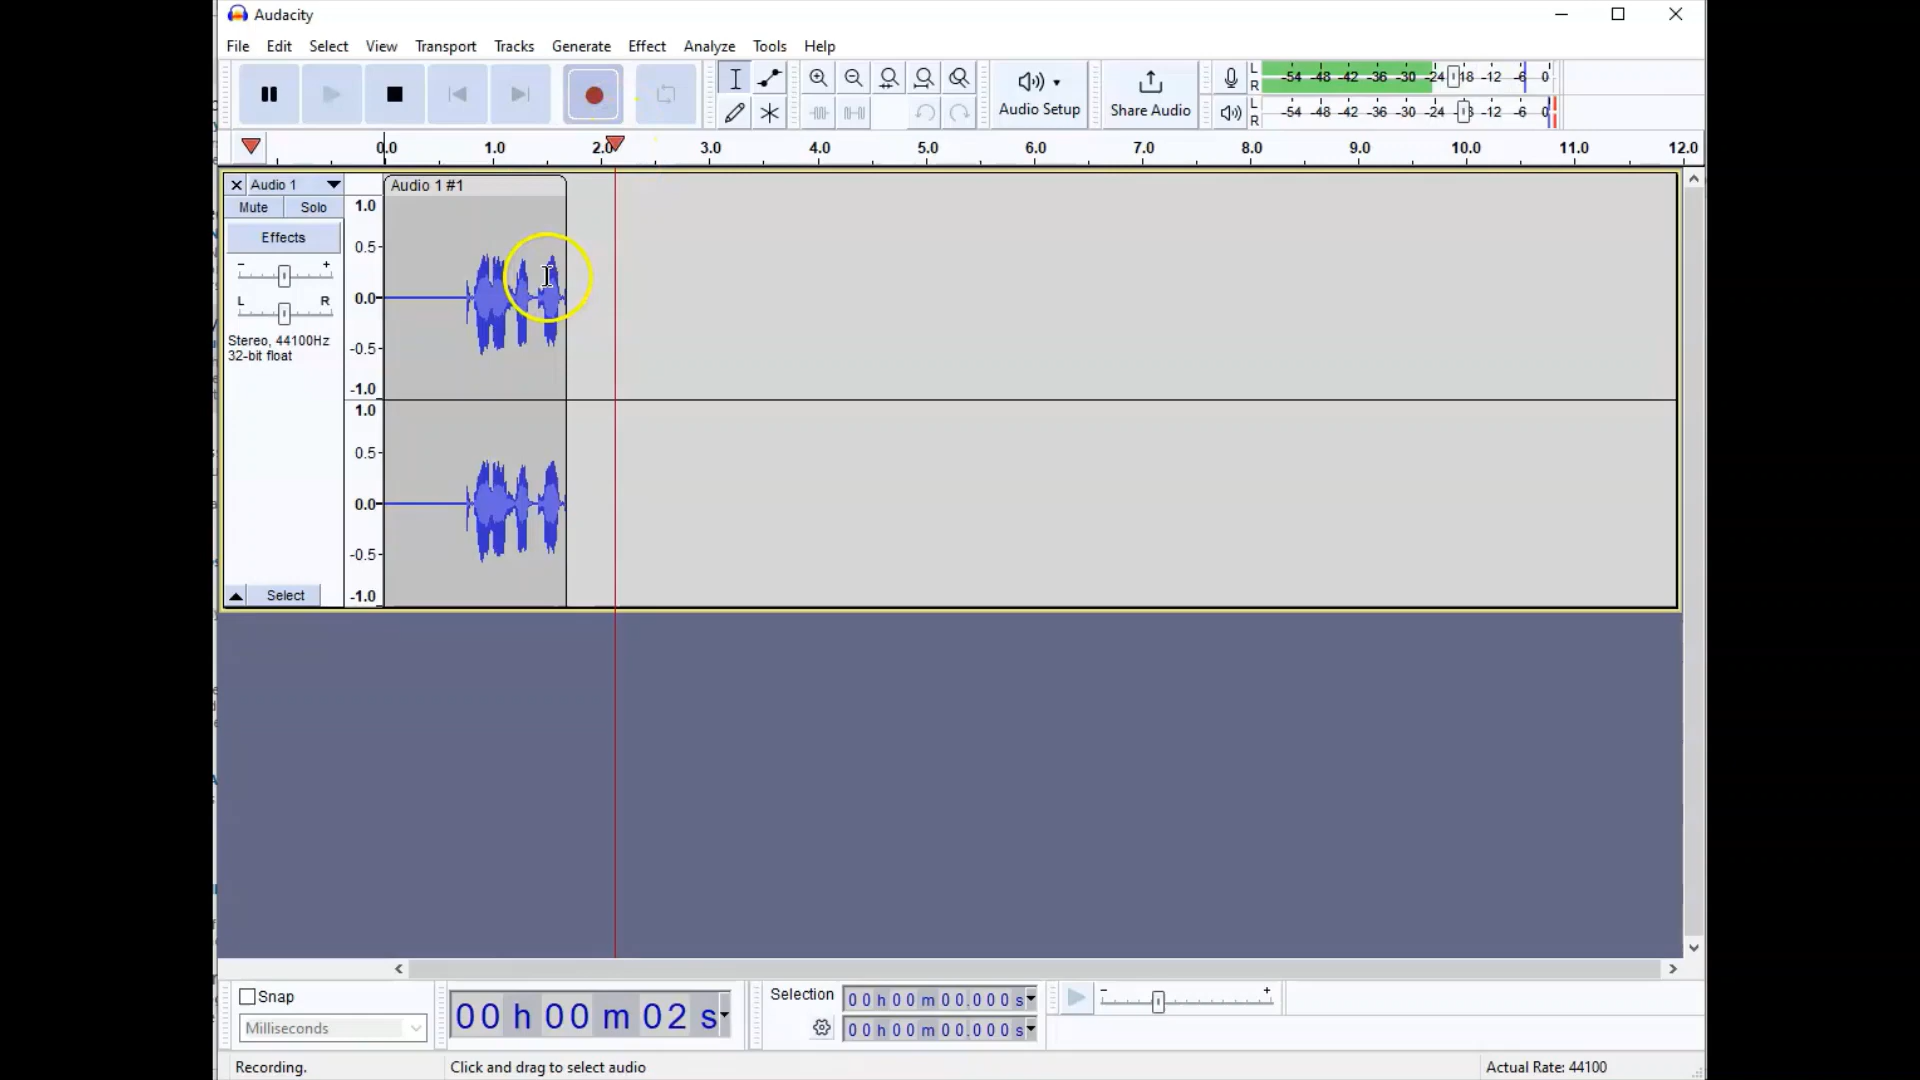 Audacity
File Edit Select View Transport Tracks Generate Effect Analyze Tools Help
Audio Setup
Share Audio
L
R
-54 -48 -42 -36 -30 -24 -18 -12 -6 0
L
R
-54 -48 -42 -36 -30 -24 -18 -12 -6 0
0.0 1.0 2.0 3.0 4.0 5.0 6.0 7.0 8.0 9.0 10.0 11.0 12.0
Audio 1
Audio 1 #1
Mute Solo
Effects
- +
L R
Stereo, 44100Hz
32-bit float
Select
1.0
0.5-
0.0-
-0.5-
-1.0
1.0
0.5-
0.0-
-0.5-
-1.0
Snap
Milliseconds
00 h 00 m 02 s
Selection
00 h 00 m 00.000 s
00 h 00 m 00.000 s
- +
Recording.
Click and drag to select audio
Actual Rate: 44100